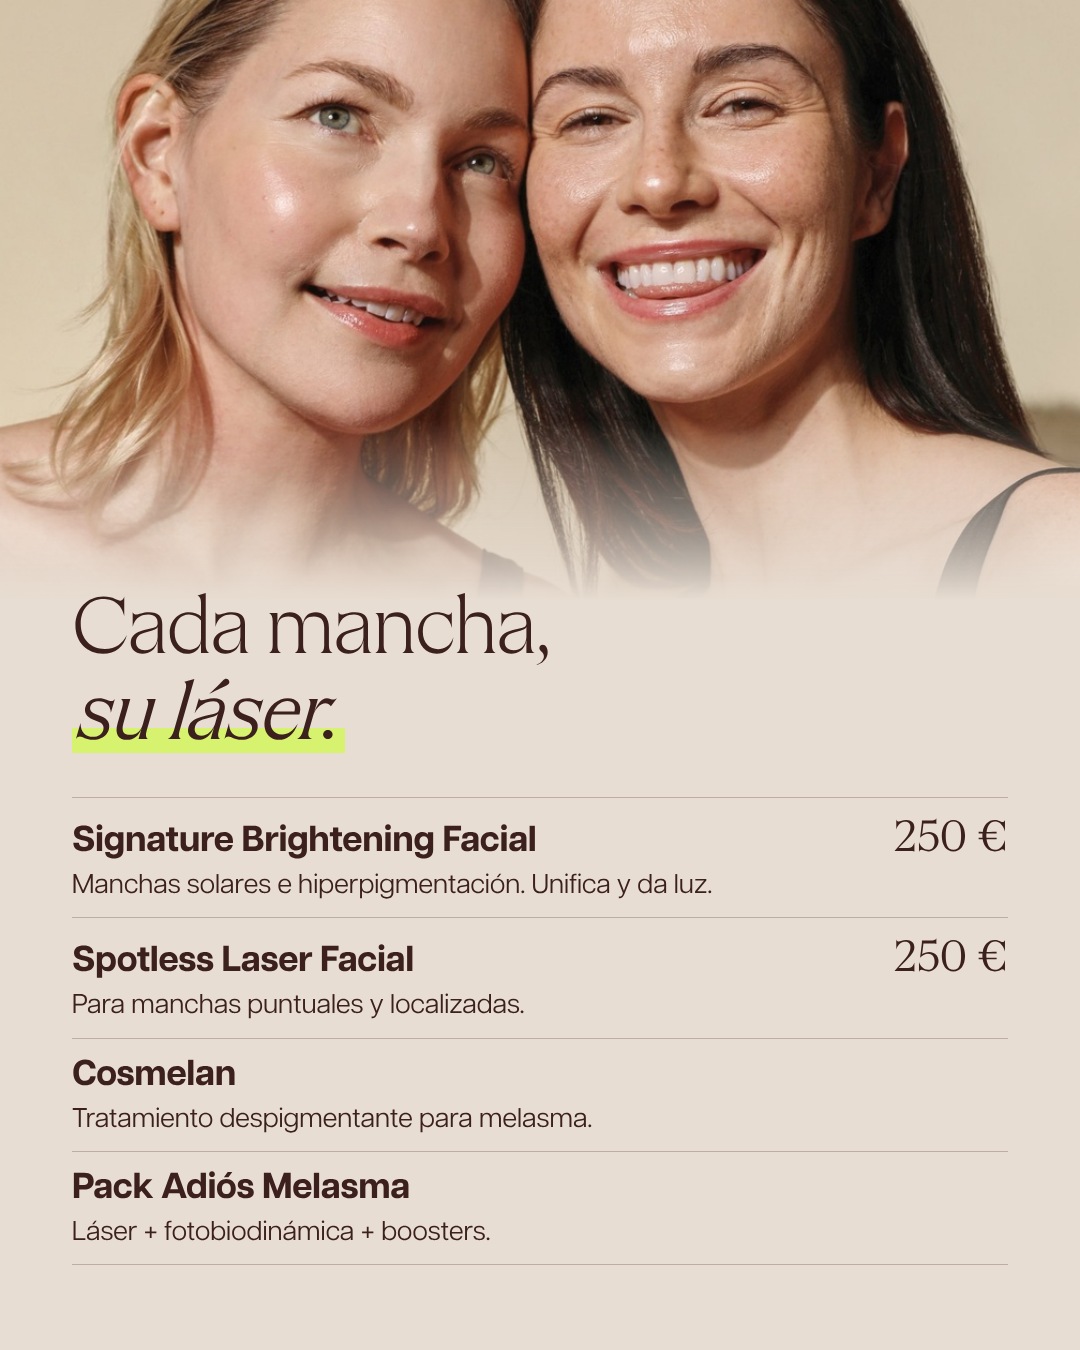 Cada mancha,
su láser.
Signature Brightening Facial 250 €
Manchas solares e hiperpigmentación. Unifica y da luz.
Spotless Laser Facial 250 €
Para manchas puntuales y localizadas.
Cosmelan
Tratamiento despigmentante para melasma.
Pack Adiós Melasma
Láser + fotobiodinámica + boosters.